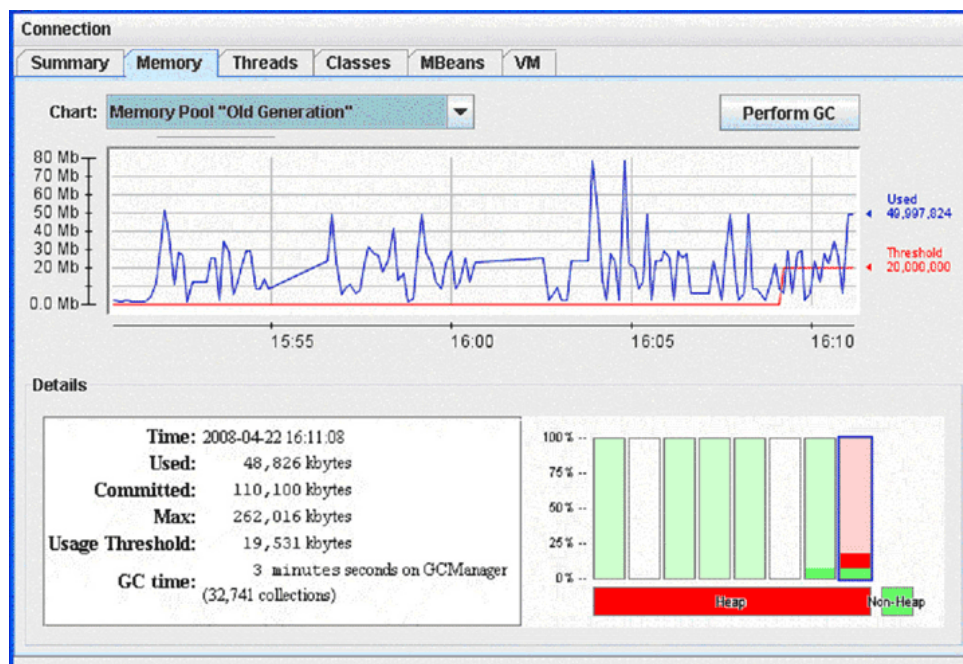 Connection
Summary Memory Threads Classes MBeans VM
Chart: Memory Pool "Old Generation" Perform GC
80 Mb
70 Mb
60 Mb
50 Mb
40 Mb
30 Mb
20 Mb
0.0 Mb
Used
49,997,824
Threshold
20,000,000
15:55 16:00 16:05 16:10
Details
Time: 2008-04-22 16:11:08
Used: 48,826 kbytes
Committed: 110,100 kbytes
Max: 262,016 kbytes
Usage Threshold: 19,531 kbytes
GC time: 3 minutes seconds on GCManager
(32,741 collections)
100% --
75% --
50% --
25% --
0% --
Heap Non-Heap